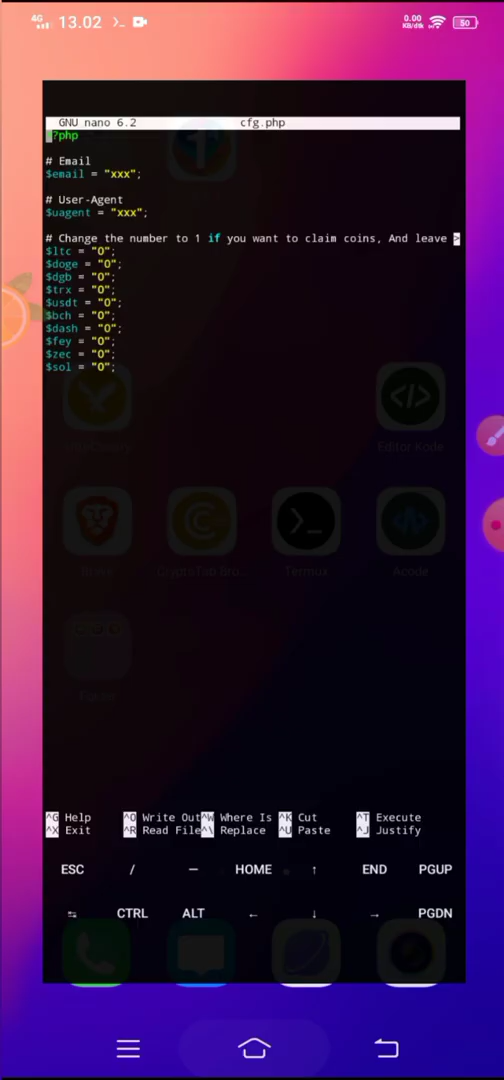 4G 13.02 0.00 KB/dtk 50
GNU nano 6.2 cfg.php
?php
# Email
$email = "xxx";
# User-Agent
$uagent = "xxx";
# Change the number to 1 if you want to claim coins, And leave >
$ltc = "0";
$doge = "0";
$dgb = "0";
$trx = "0";
$usdt = "0";
$bch = "0";
$dash = "0";
$fey = "0";
$zec = "0";
$sol = "0";
Editor Kode
Brave CryptoTab Bro... Termux Acode
Folder
^G Help ^O Write Out ^W Where Is ^K Cut ^T Execute
^X Exit ^R Read File ^\ Replace ^U Paste ^J Justify
ESC / — HOME ↑ END PGUP
⇆ CTRL ALT ← ↓ → PGDN